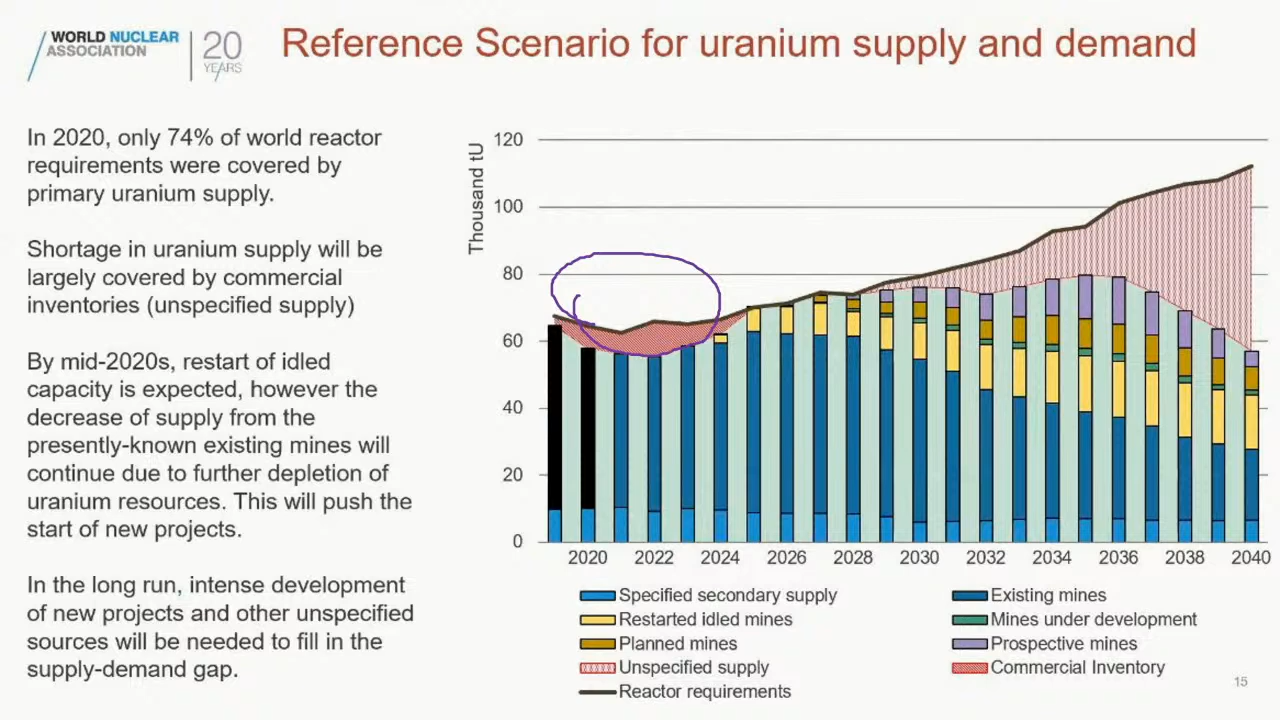 WORLD NUCLEAR
ASSOCIATION
20
YEARS
Reference Scenario for uranium supply and demand
In 2020, only 74% of world reactor
requirements were covered by
primary uranium supply.
Shortage in uranium supply will be
largely covered by commercial
inventories (unspecified supply)
By mid-2020s, restart of idled
capacity is expected, however the
decrease of supply from the
presently-known existing mines will
continue due to further depletion of
uranium resources. This will push the
start of new projects.
In the long run, intense development
of new projects and other unspecified
sources will be needed to fill in the
supply-demand gap.
Thousand tU
120
100
80
60
40
20
0
2020 2022 2024 2026 2028 2030 2032 2034 2036 2038 2040
Specified secondary supply
Existing mines
Restarted idled mines
Mines under development
Planned mines
Prospective mines
Unspecified supply
Commercial Inventory
Reactor requirements
15